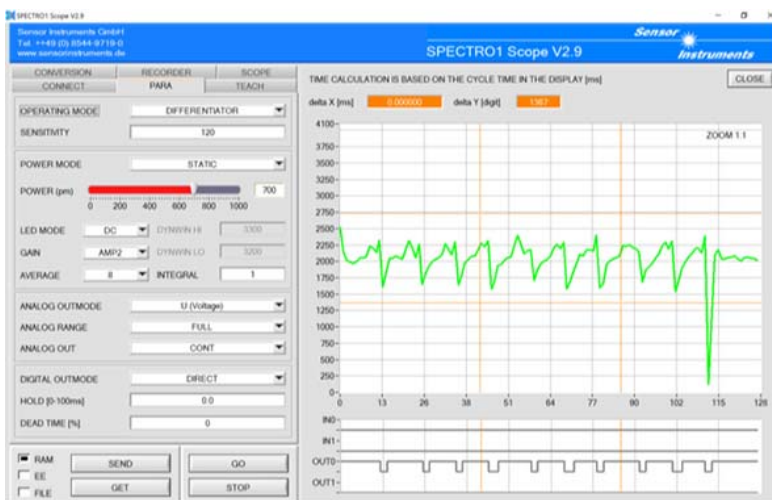 SPECTRO1 Scope V2.9
Sensor Instruments GmbH
Tel. ++49 (0) 8544-9719-0
www.sensorinstruments.de
SPECTRO1 Scope V2.9
Sensor
Instruments
CONVERSION RECORDER SCOPE
CONNECT PARA TEACH
OPERATING MODE DIFFERENTIATOR
SENSITIVITY 120
POWER MODE STATIC
POWER (pm) 700
0 200 400 600 800 1000
LED MODE DC DYNWIN HI 3300
GAIN AMP2 DYNWIN LO 3200
AVERAGE 8 INTEGRAL 1
ANALOG OUTMODE U (Voltage)
ANALOG RANGE FULL
ANALOG OUT CONT
DIGITAL OUTMODE DIRECT
HOLD [0-100ms] 0.0
DEAD TIME [%] 0
RAM
EE
FILE
SEND GO
GET STOP
TIME CALCULATION IS BASED ON THE CYCLE TIME IN THE DISPLAY [ms]
CLOSE
delta X [ms] 0.000000 delta Y [digit] 1367
ZOOM 1:1
4100
3750
3500
3250
3000
2750
2500
2250
2000
1750
1500
1250
1000
750
500
250
0
0 13 26 38 51 64 77 90 102 115 128
IN0
IN1
OUT0
OUT1